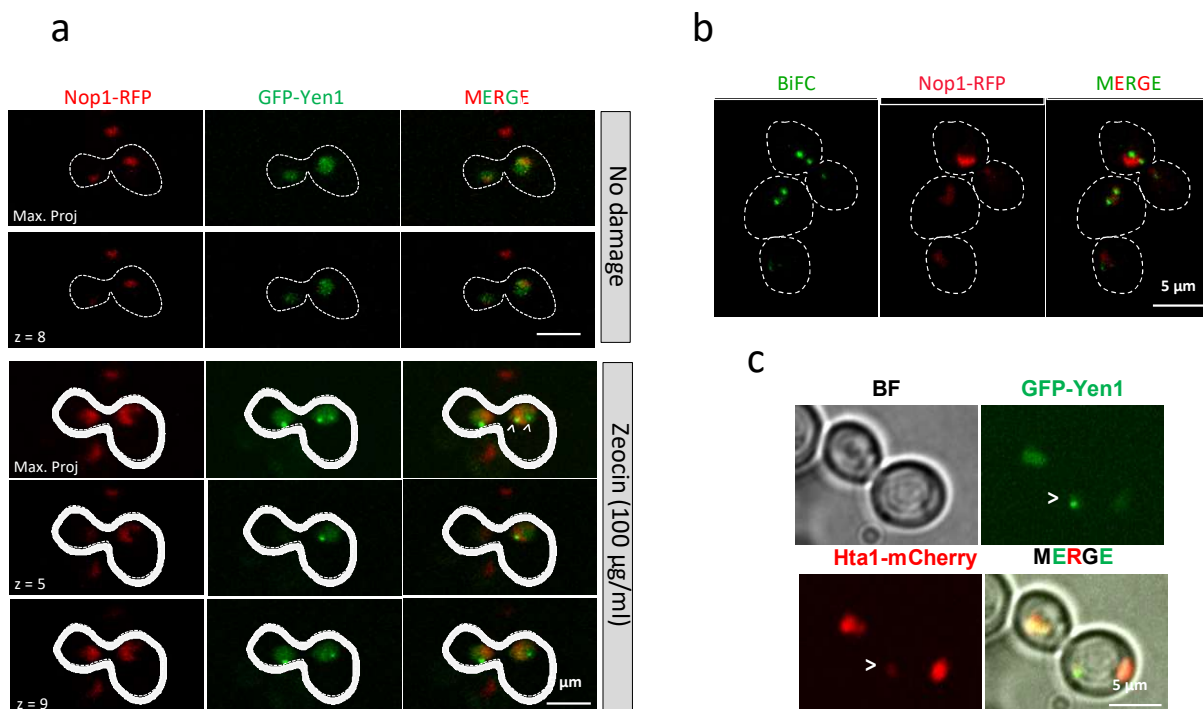 a
Nop1-RFP GFP-Yen1 MERGE
Max. Proj
z = 8
No damage
Max. Proj
z = 5
z = 9
µm
Zeocin (100 µg/ml)
b
BiFC Nop1-RFP MERGE
5 µm
c
BF GFP-Yen1
>
Hta1-mCherry MERGE
>
5 µm